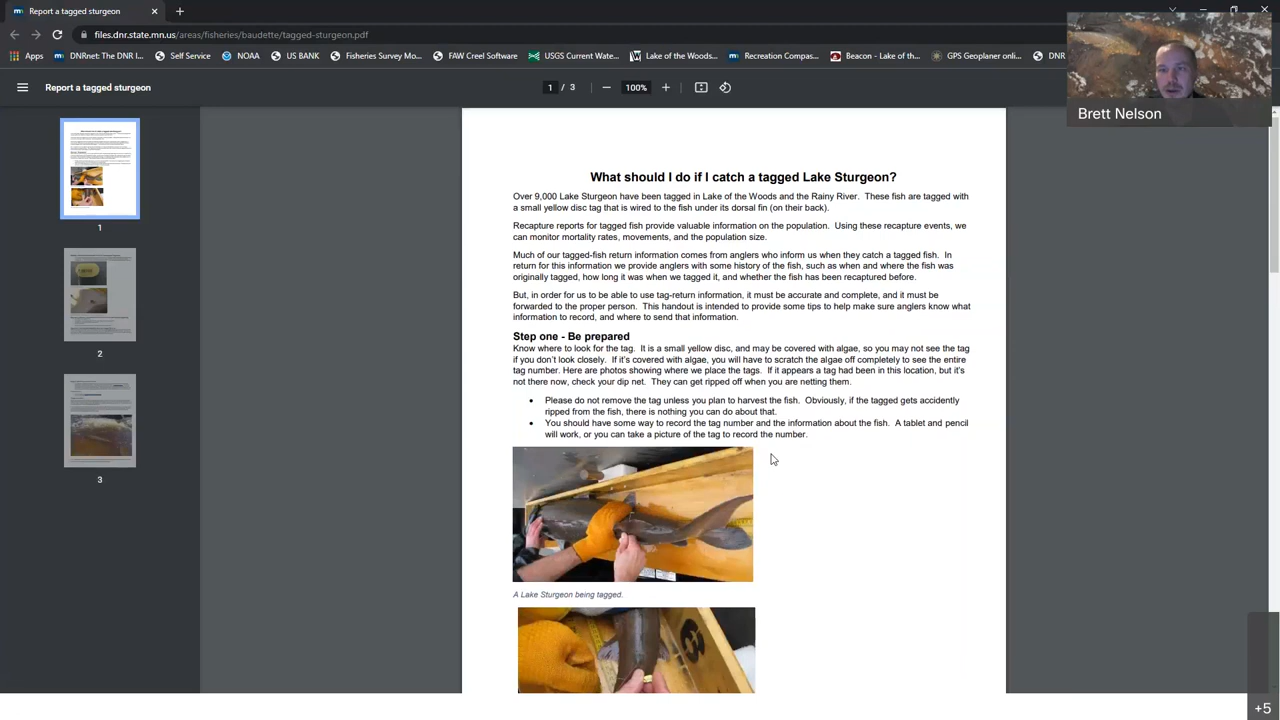 Report a tagged sturgeon
files.dnr.state.mn.us/areas/fisheries/baudette/tagged-sturgeon.pdf
Apps DNRnet: The DNR I... Self Service NOAA US BANK Fisheries Survey Mo... FAW Creel Software USGS Current Wate... Lake of the Woods... Recreation Compas... Beacon - Lake of th... GPS Geoplaner onli... DNR
Report a tagged sturgeon 1 / 3 100%
Brett Nelson
1
2
3
What should I do if I catch a tagged Lake Sturgeon?
Over 9,000 Lake Sturgeon have been tagged in Lake of the Woods and the Rainy River. These fish are tagged with
a small yellow disc tag that is wired to the fish under its dorsal fin (on their back).
Recapture reports for tagged fish provide valuable information on the population. Using these recapture events, we
can monitor mortality rates, movements, and the population size.
Much of our tagged-fish return information comes from anglers who inform us when they catch a tagged fish. In
return for this information we provide anglers with some history of the fish, such as when and where the fish was
originally tagged, how long it was when we tagged it, and whether the fish has been recaptured before.
But, in order for us to be able to use tag-return information, it must be accurate and complete, and it must be
forwarded to the proper person. This handout is intended to provide some tips to help make sure anglers know what
information to record, and where to send that information.
Step one - Be prepared
Know where to look for the tag. It is a small yellow disc, and may be covered with algae, so you may not see the tag
if you don't look closely. If it's covered with algae, you will have to scratch the algae off completely to see the entire
tag number. Here are photos showing where we place the tags. If it appears a tag had been in this location, but it's
not there now, check your dip net. They can get ripped off when you are netting them.
• Please do not remove the tag unless you plan to harvest the fish. Obviously, if the tagged gets accidently
ripped from the fish, there is nothing you can do about that.
• You should have some way to record the tag number and the information about the fish. A tablet and pencil
will work, or you can take a picture of the tag to record the number.
A Lake Sturgeon being tagged.
+5